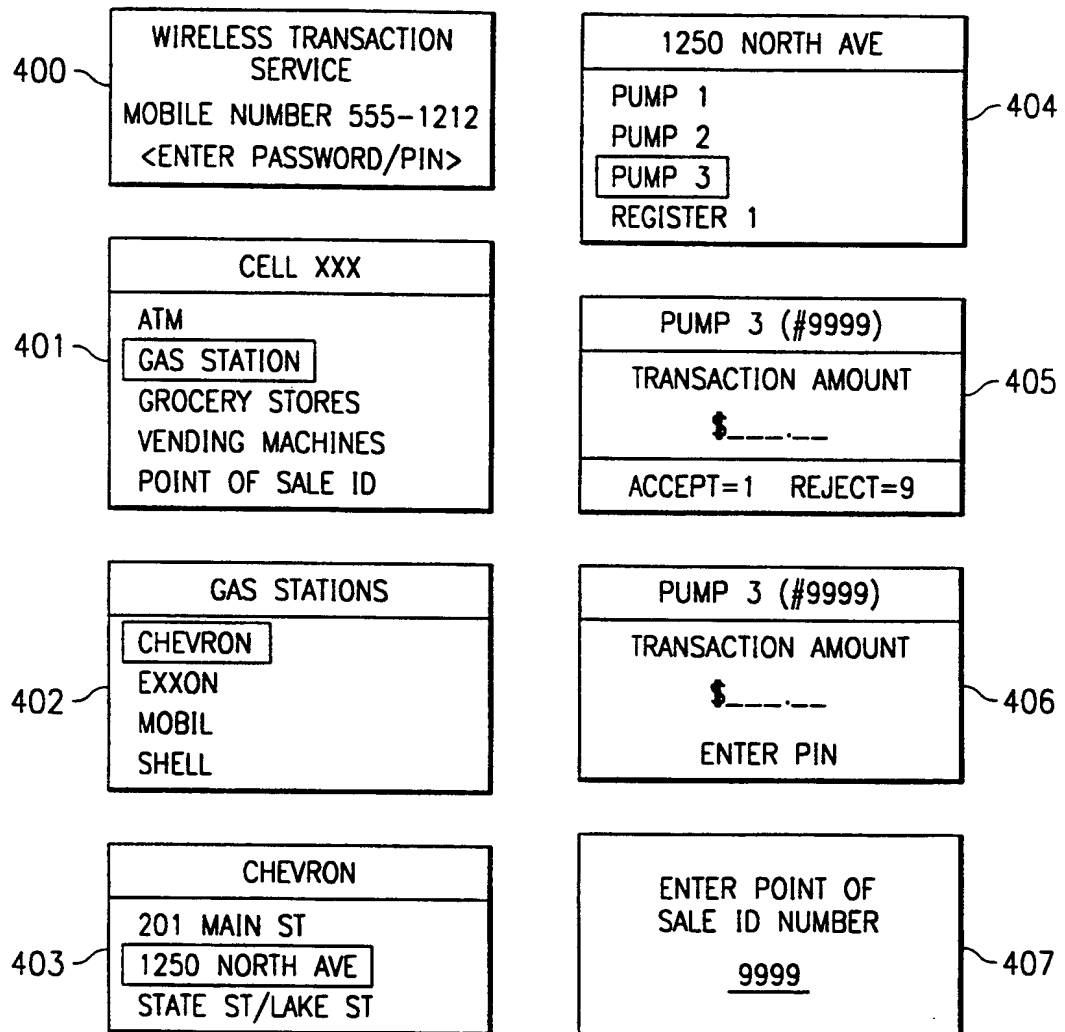 400
WIRELESS TRANSACTION
SERVICE
MOBILE NUMBER 555-1212
<ENTER PASSWORD/PIN>
401
CELL XXX
ATM
GAS STATION
GROCERY STORES
VENDING MACHINES
POINT OF SALE ID
402
GAS STATIONS
CHEVRON
EXXON
MOBIL
SHELL
403
CHEVRON
201 MAIN ST
1250 NORTH AVE
STATE ST/LAKE ST
1250 NORTH AVE
PUMP 1
PUMP 2
PUMP 3
REGISTER 1
404
PUMP 3 (#9999)
TRANSACTION AMOUNT
$___.__
ACCEPT=1 REJECT=9
405
PUMP 3 (#9999)
TRANSACTION AMOUNT
$___.__
ENTER PIN
406
ENTER POINT OF
SALE ID NUMBER
9999
407